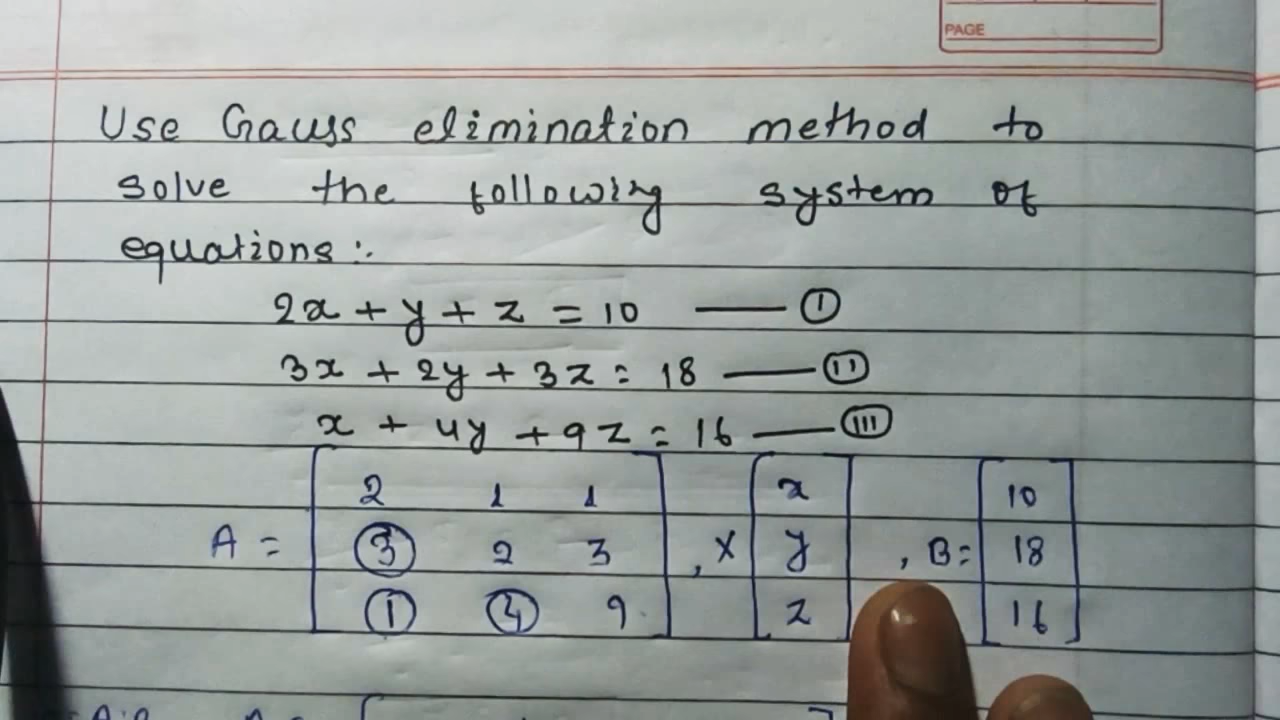 PAGE
Use Gauss elimination method to
solve the following system of
equations:.
2x + y + z = 10 —— (I)
3x + 2y + 3z = 18 —— (II)
x + 4y + 9z = 16 —— (III)
A = [2 1 1
3 2 3
1 4 9], X [x
y
z], B = [10
18
16]